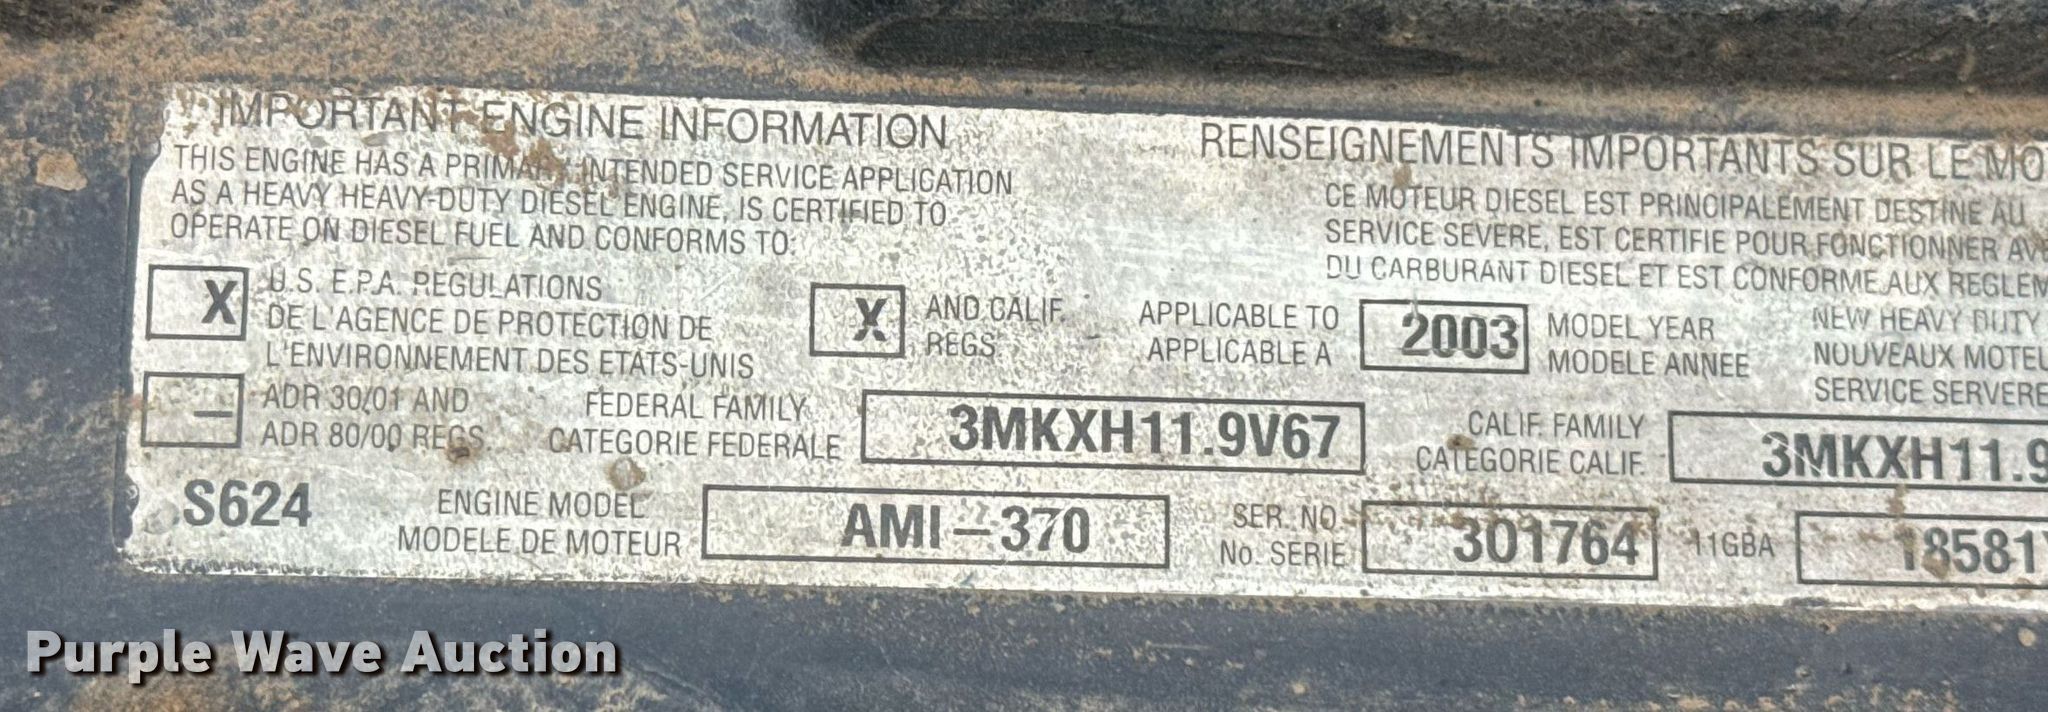 IMPORTANT ENGINE INFORMATION
THIS ENGINE HAS A PRIMARY INTENDED SERVICE APPLICATION
AS A HEAVY HEAVY-DUTY DIESEL ENGINE, IS CERTIFIED TO
OPERATE ON DIESEL FUEL AND CONFORMS TO:
RENSEIGNEMENTS IMPORTANTS SUR LE MO
CE MOTEUR DIESEL EST PRINCIPALEMENT DESTINE AU
SERVICE SEVERE, EST CERTIFIE POUR FONCTIONNER AVE
DU CARBURANT DIESEL ET EST CONFORME AUX REGLEM
X U.S. E.P.A. REGULATIONS
DE L'AGENCE DE PROTECTION DE
L'ENVIRONNEMENT DES ETATS-UNIS
X AND CALIF.
REGS
APPLICABLE TO
APPLICABLE A
2003
MODEL YEAR
MODELE ANNEE
NEW HEAVY DUTY
NOUVEAUX MOTEU
SERVICE SERVERE
– ADR 30/01 AND
ADR 80/00 REGS
FEDERAL FAMILY
CATEGORIE FEDERALE
3MKXH11.9V67
CALIF. FAMILY
CATEGORIE CALIF.
3MKXH11.9
S624
ENGINE MODEL
MODELE DE MOTEUR
AMI-370
SER. NO
No. SERIE
301764
11GBA
18581
Purple Wave Auction